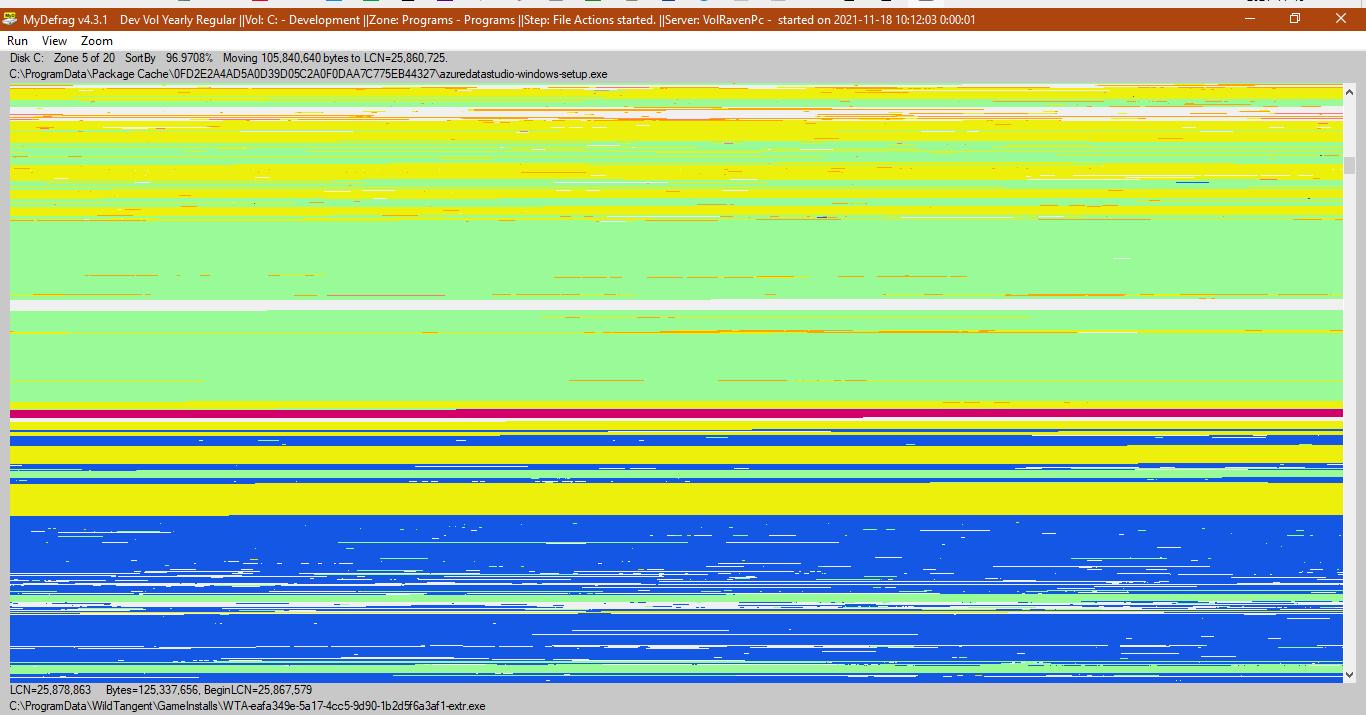 MyDefrag v4.3.1 Dev Vol Yearly Regular ||Vol: C: - Development ||Zone: Programs - Programs ||Step: File Actions started. ||Server: VolRavenPc - started on 2021-11-18 10:12:03 0:00:01
Run View Zoom
Disk C: Zone 5 of 20 SortBy 96.9708% Moving 105,840,640 bytes to LCN=25,860,725.
C:\ProgramData\Package Cache\0FD2E2A4AD5A0D39D05C2A0F0DAA7C775EB44327\azuredatastudio-windows-setup.exe
LCN=25,878,863 Bytes=125,337,656, BeginLCN=25,867,579
C:\ProgramData\WildTangent\GameInstalls\WTA-eafa349e-5a17-4cc5-9d90-1b2d5f6a3af1-extr.exe